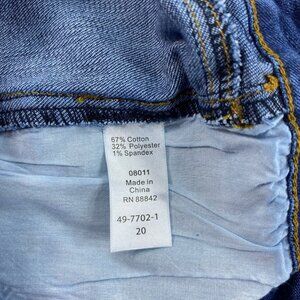 67% Cotton
32% Polyester
1% Spandex
08011
Made in
China
RN 88842
49-7702-1
20